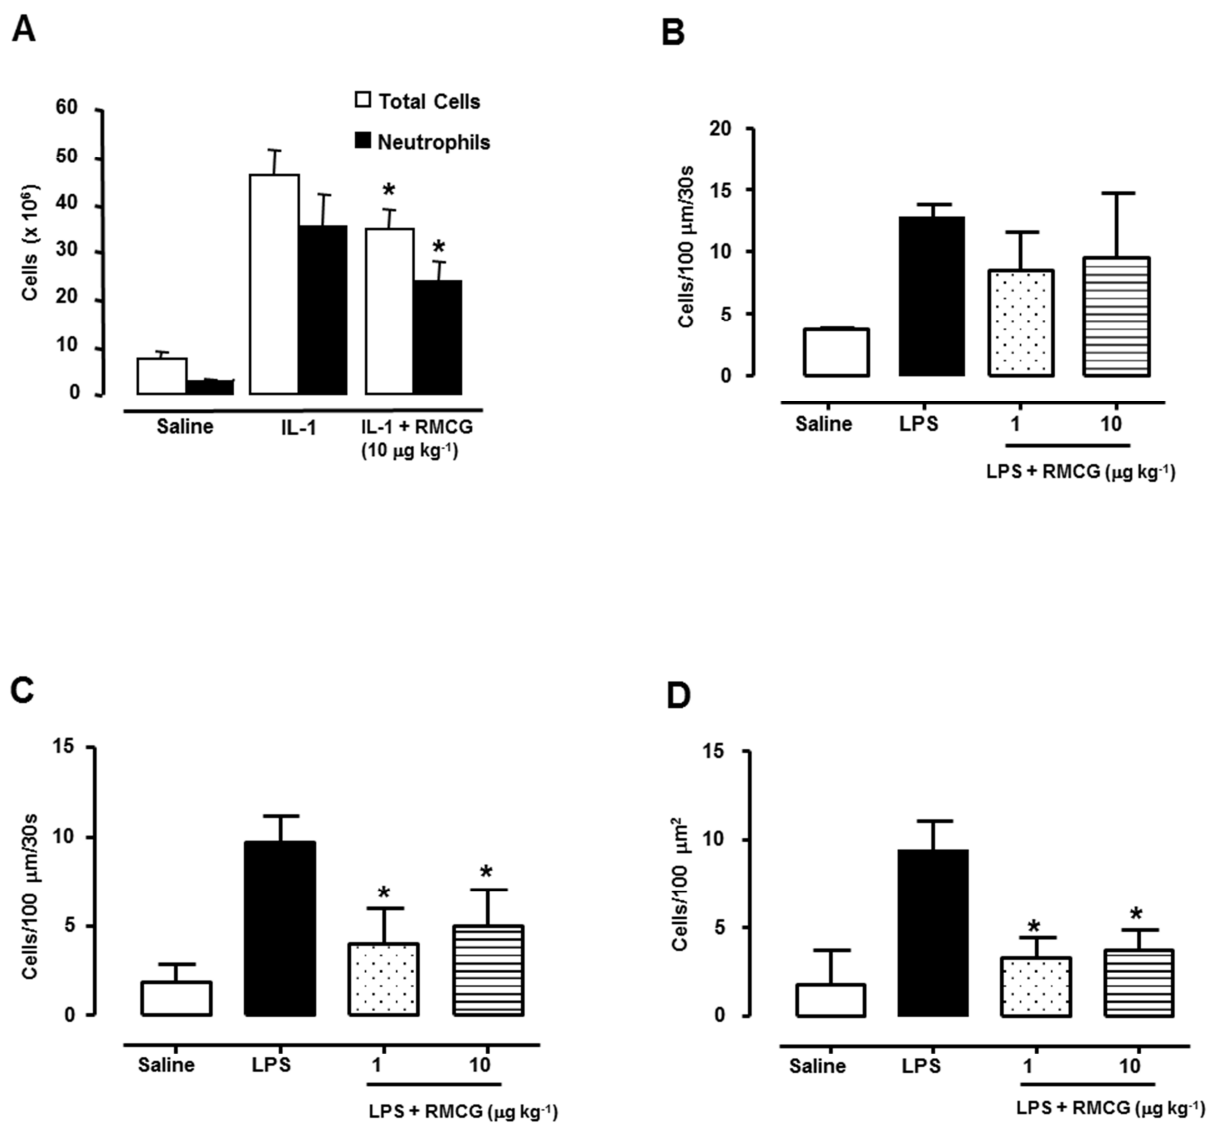 A
Cells (x 10⁶)
60
50
40
30
20
10
0
Total Cells
Neutrophils
*
*
Saline
IL-1
IL-1 + RMCG
(10 µg kg⁻¹)
B
Cells/100 µm/30s
20
15
10
5
0
Saline
LPS
1
10
LPS + RMCG (µg kg⁻¹)
C
Cells/100 µm/30s
15
10
5
0
*
*
Saline
LPS
1
10
LPS + RMCG (µg kg⁻¹)
D
Cells/100 µm²
15
10
5
0
*
*
Saline
LPS
1
10
LPS + RMCG (µg kg⁻¹)